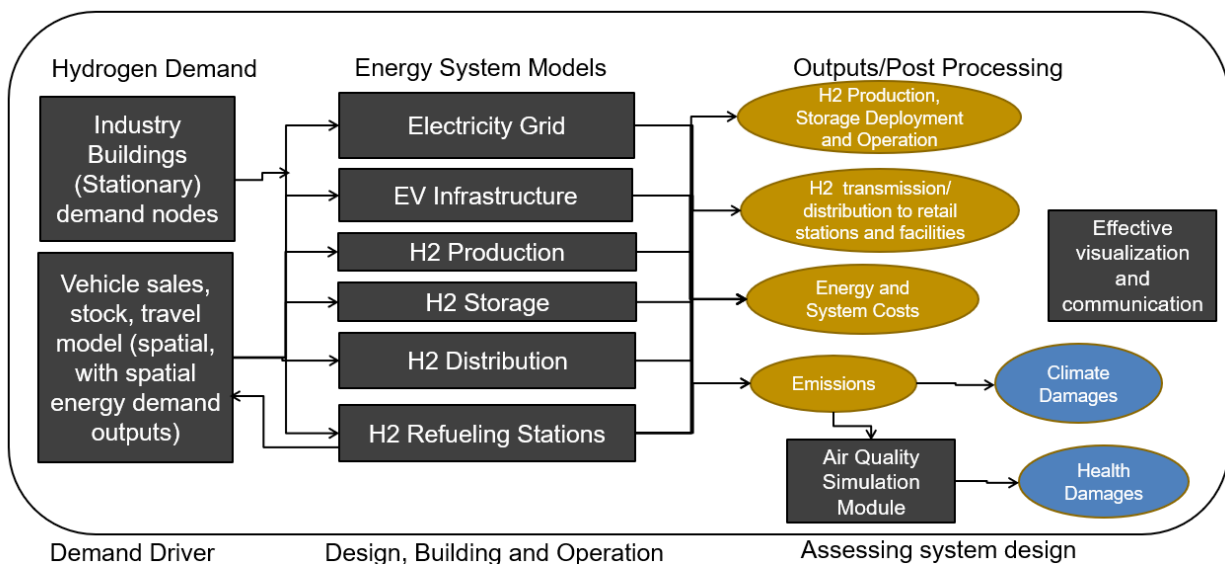 Hydrogen Demand
Energy System Models
Outputs/Post Processing
Industry
Buildings
(Stationary)
demand nodes
Vehicle sales,
stock, travel
model (spatial,
with spatial
energy demand
outputs)
Electricity Grid
EV Infrastructure
H2 Production
H2 Storage
H2 Distribution
H2 Refueling Stations
H2 Production,
Storage Deployment
and Operation
H2 transmission/
distribution to retail
stations and facilities
Energy and
System Costs
Emissions
Air Quality
Simulation
Module
Effective
visualization
and
communication
Climate
Damages
Health
Damages
Demand Driver
Design, Building and Operation
Assessing system design